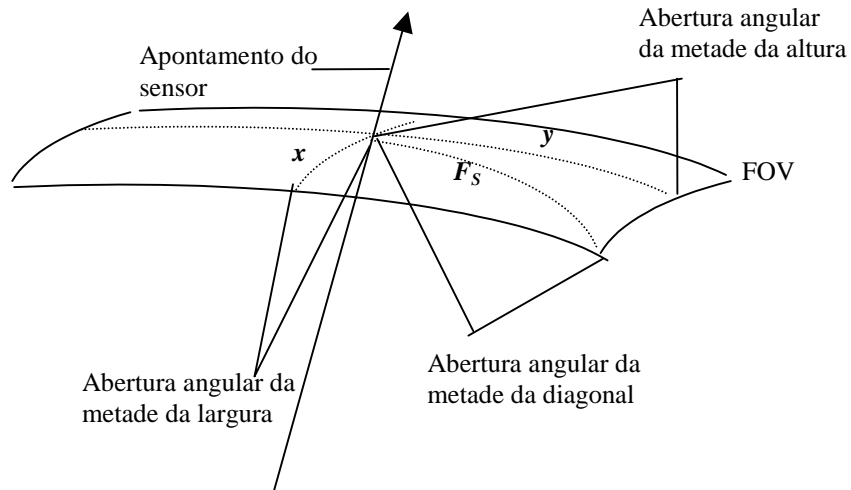 Abertura angular
da metade da altura
Apontamento do
sensor
y
x
F_S
FOV
Abertura angular da
metade da diagonal
Abertura angular da
metade da largura